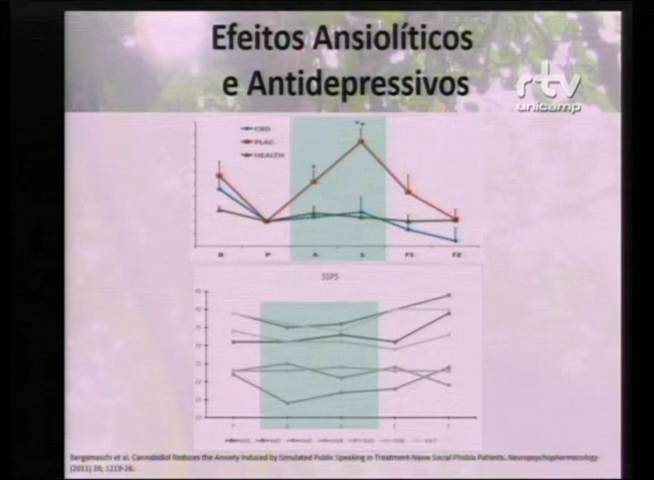 Efeitos Ansiolíticos
e Antidepressivos
rtv
unicamp
CBD
PLAC
HEALTH
B P A S F1 F2
SSPS
Bergamaschi et al. Cannabidiol Reduces the Anxiety Induced by Simulated Public Speaking in Treatment-Naive Social Phobia Patients. Neuropsychopharmacology
(2011) 36, 1219-26.